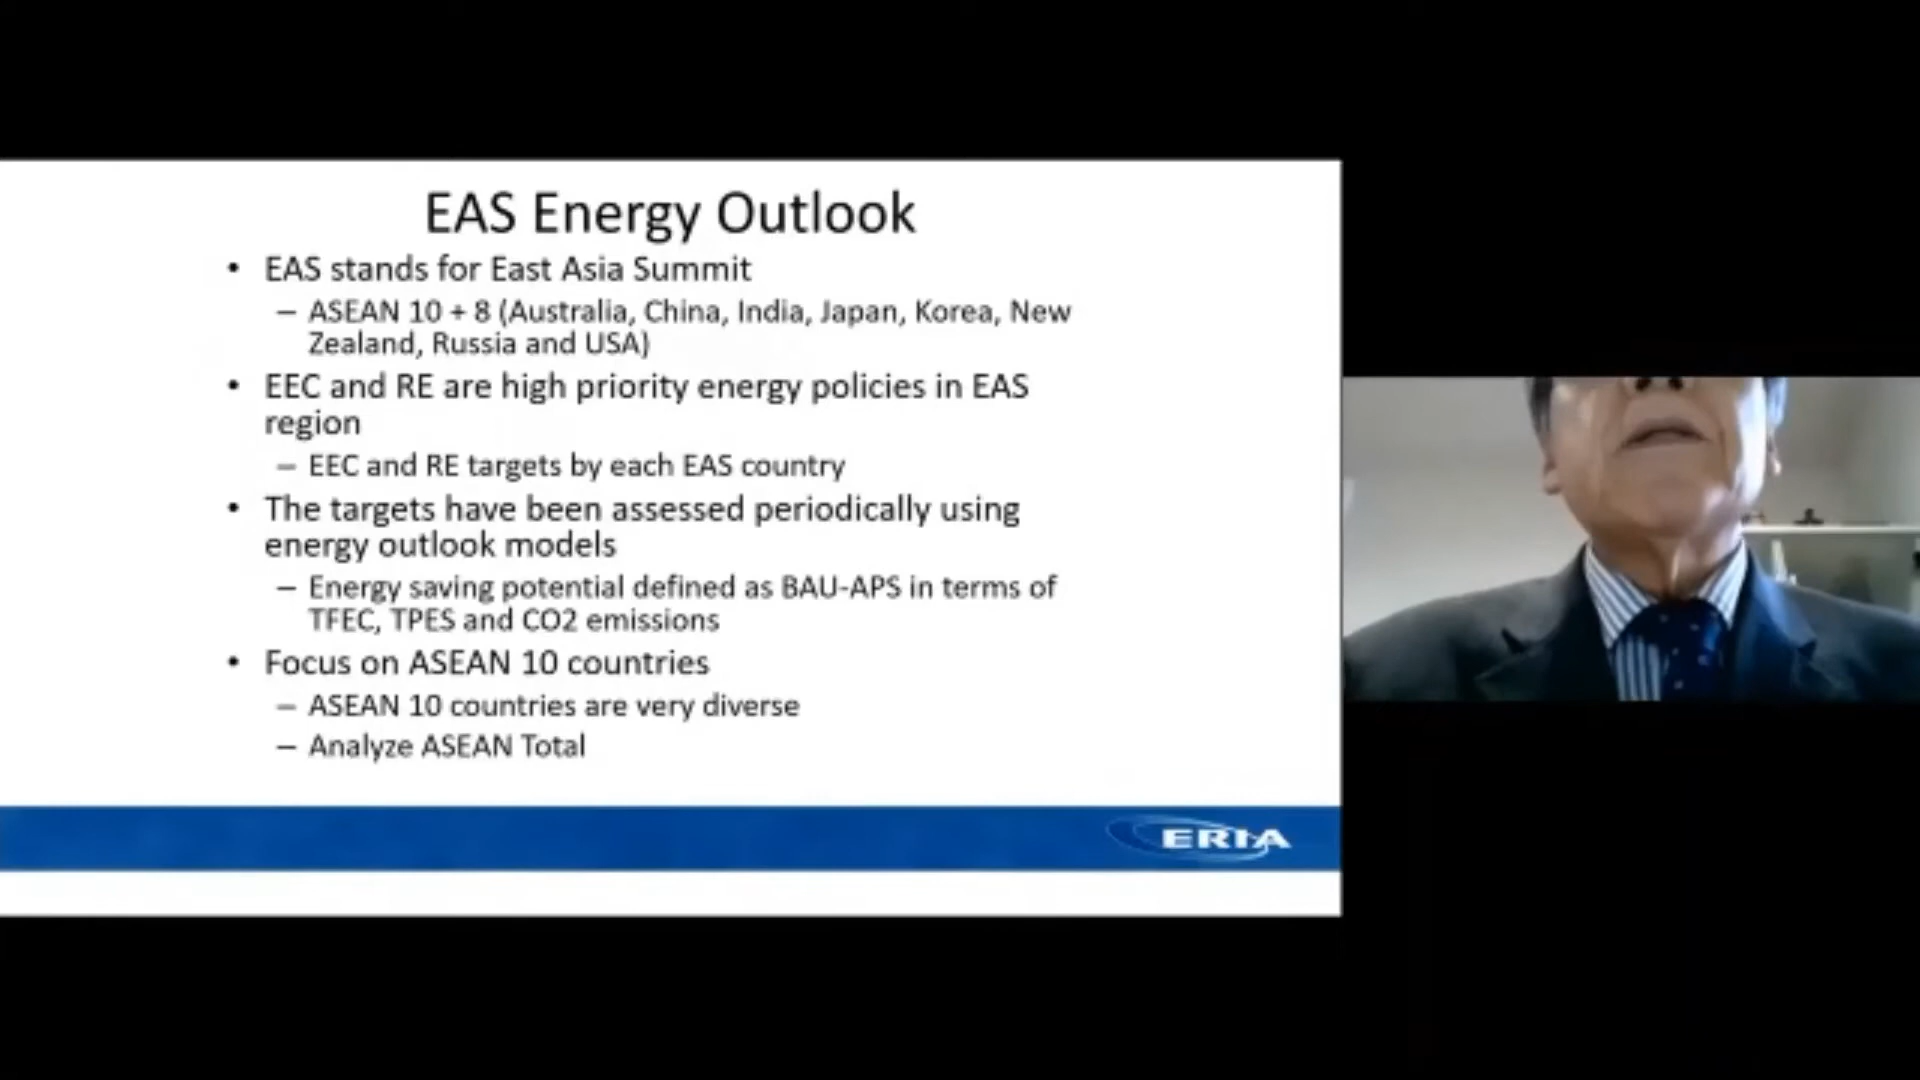 EAS Energy Outlook
• EAS stands for East Asia Summit
– ASEAN 10 + 8 (Australia, China, India, Japan, Korea, New
Zealand, Russia and USA)
• EEC and RE are high priority energy policies in EAS
region
– EEC and RE targets by each EAS country
• The targets have been assessed periodically using
energy outlook models
– Energy saving potential defined as BAU-APS in terms of
TFEC, TPES and CO2 emissions
• Focus on ASEAN 10 countries
– ASEAN 10 countries are very diverse
– Analyze ASEAN Total
ERIA